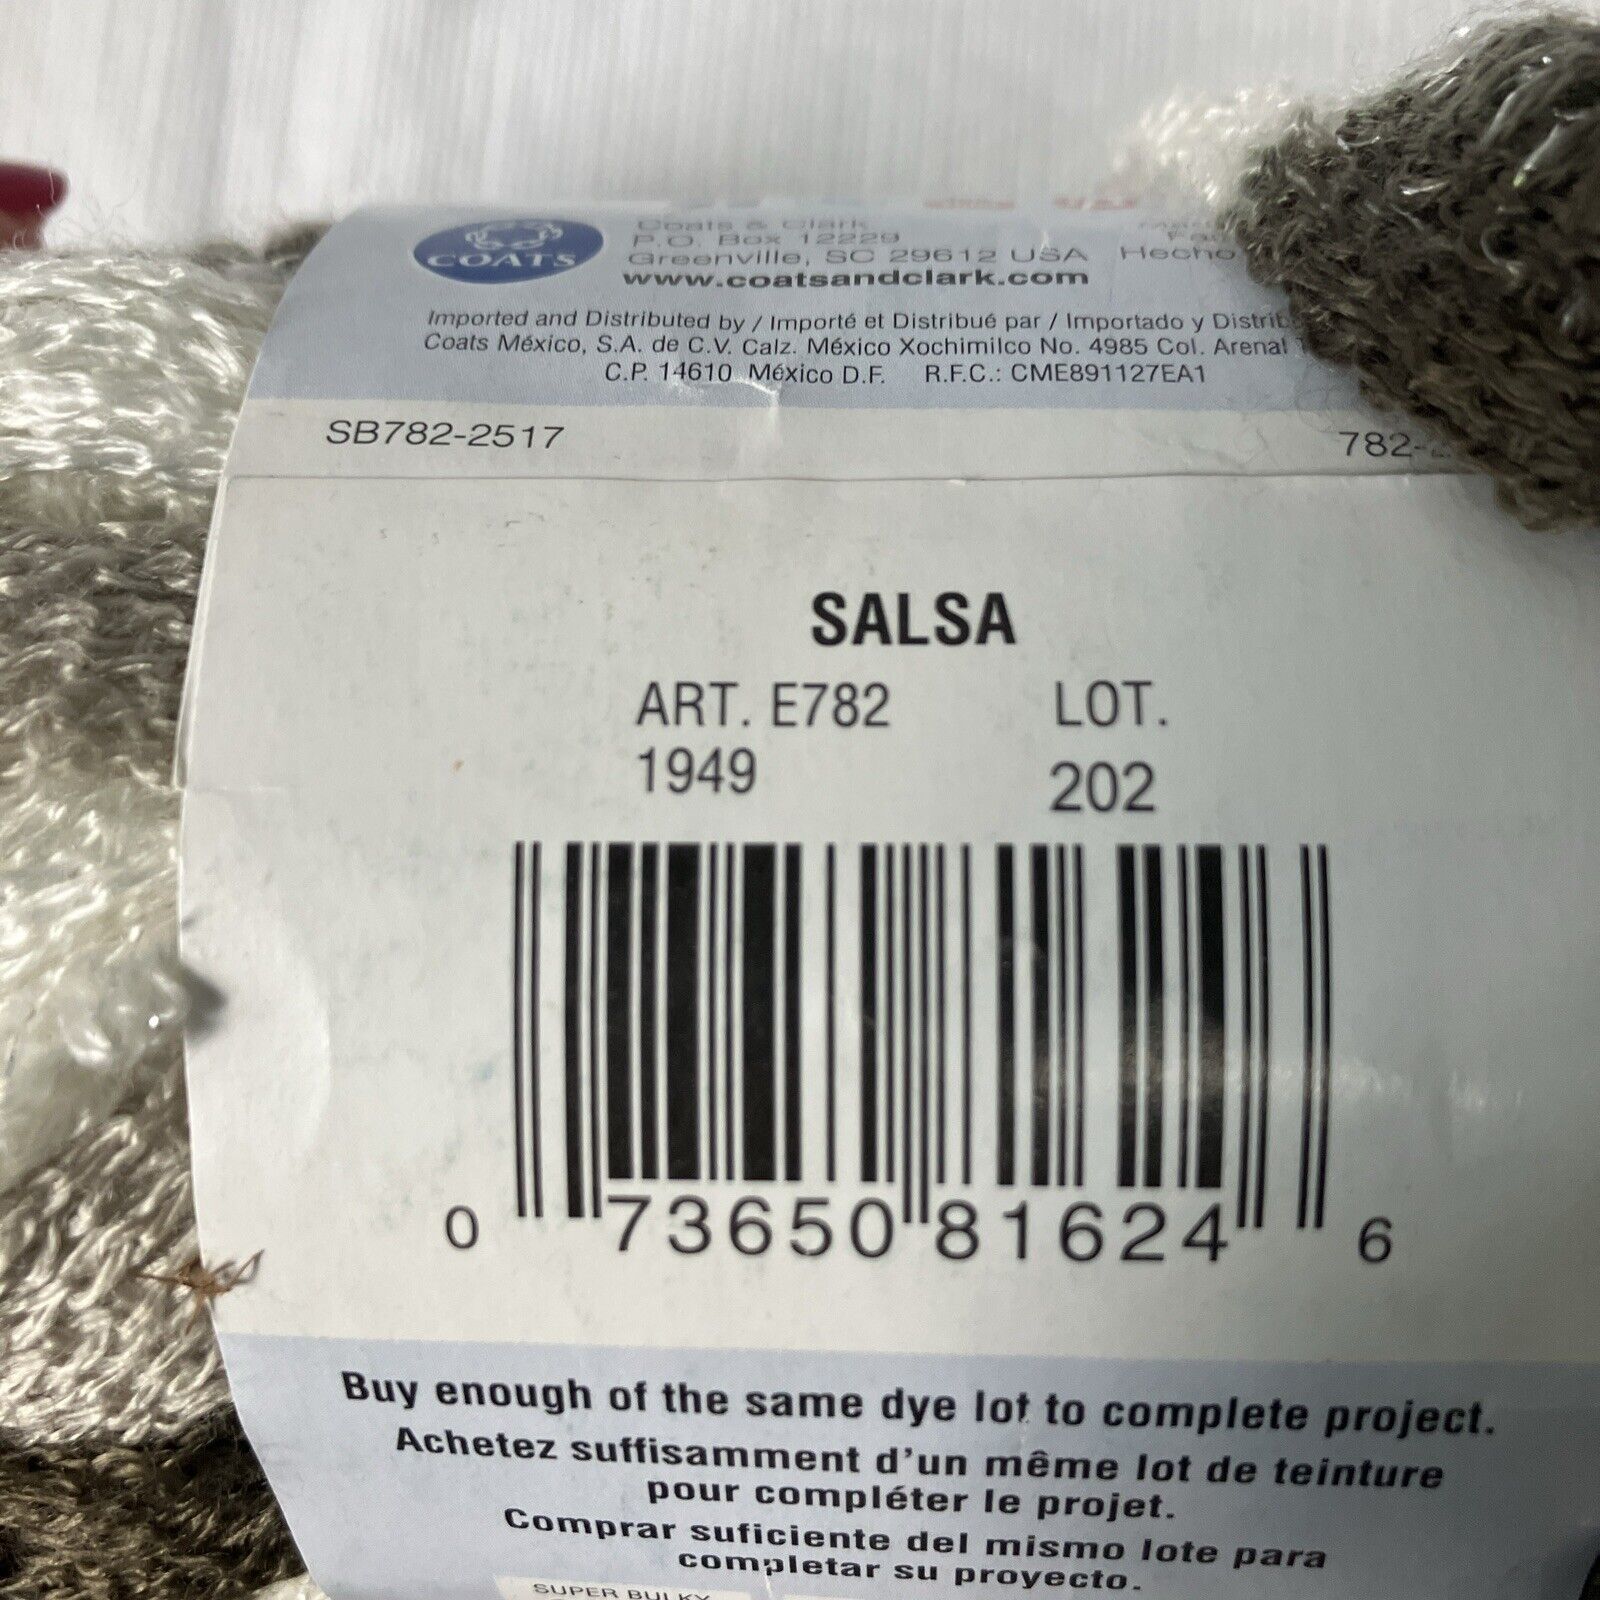 COATS
Coats & Clark
P.O. Box 12229
Greenville, SC 29612 USA
Hecho
www.coatsandclark.com
Imported and Distributed by / Importé et Distribué par / Importado y
Coats México, S.A. de C.V. Calz. México Xochimilco No. 4985 Col. Arenal
C.P. 14610 México D.F. R.F.C.: CME891127EA1
SB782-2517
782-
SALSA
ART. E782 LOT.
1949 202
0 73650 81624 6
Buy enough of the same dye lot to complete project.
Achetez suffisamment d'un même lot de teinture
pour compléter le projet.
Comprar suficiente del mismo lote para
completar su proyecto.
SUPER BULKY